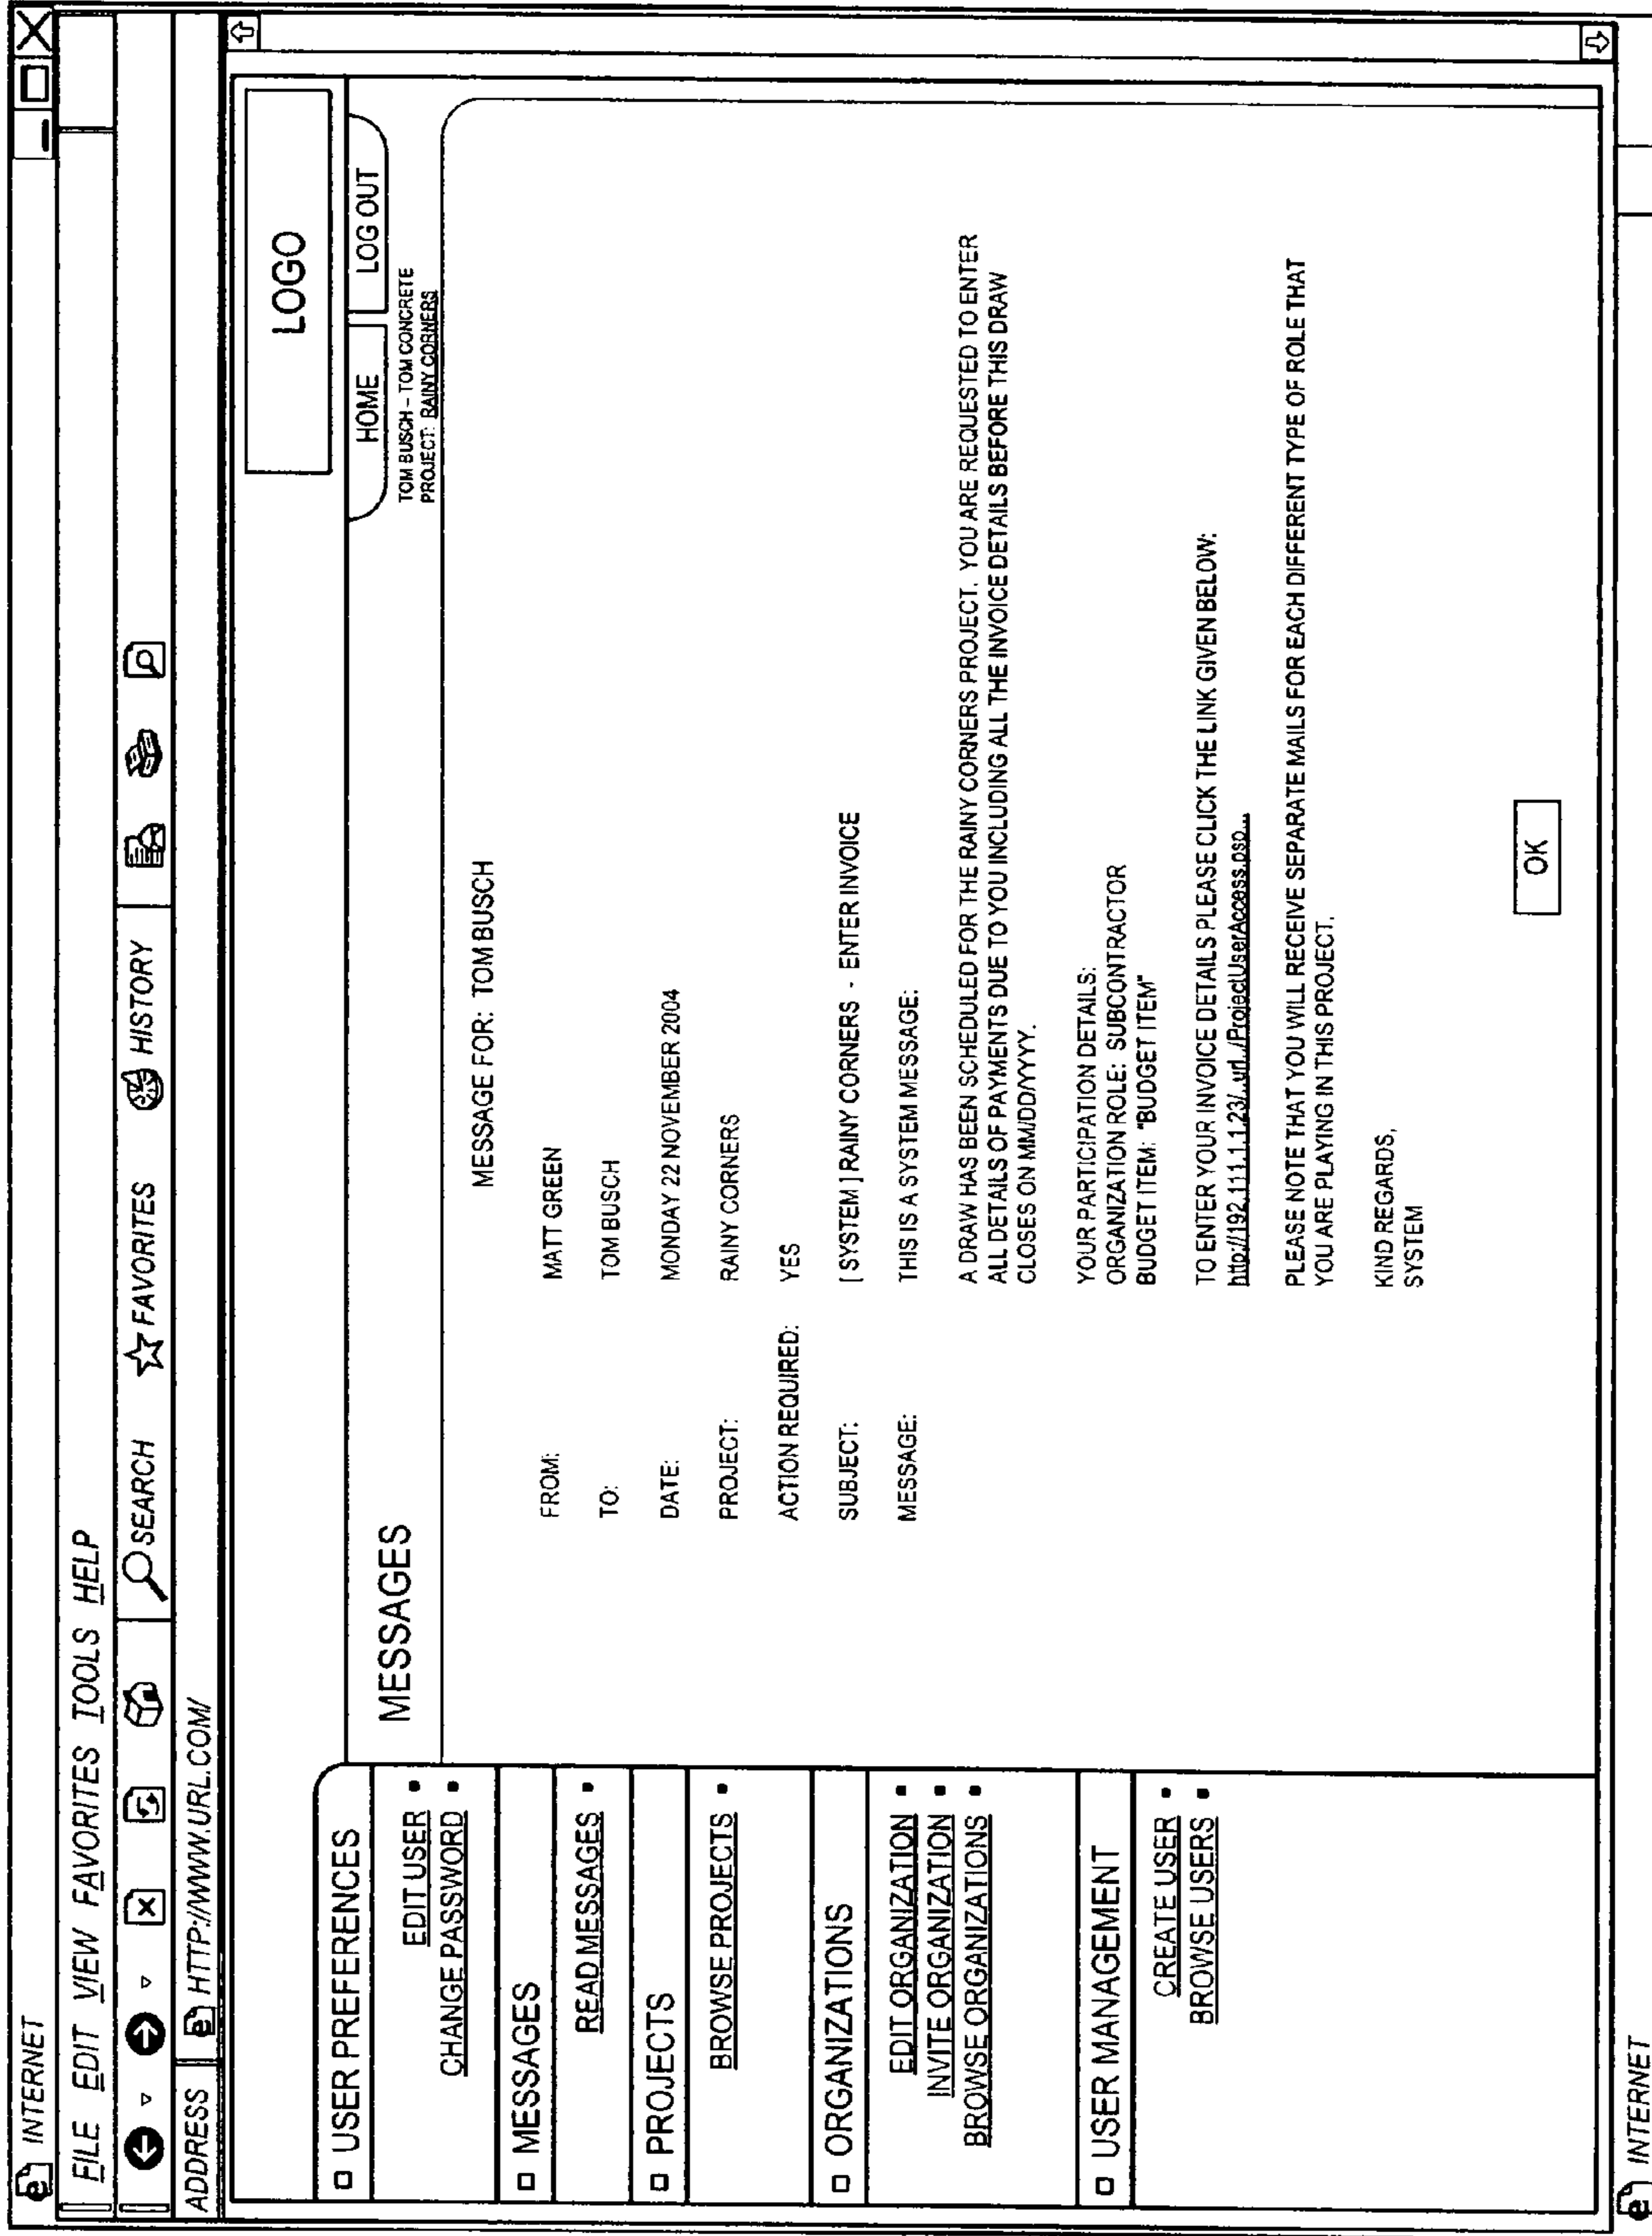 INTERNET
FILE EDIT VIEW FAVORITES TOOLS HELP
SEARCH FAVORITES HISTORY
ADDRESS HTTP://WWW.URL.COM/
LOGO
HOME LOG OUT
TOM BUSCH – TOM CONCRETE
PROJECT: RAINY CORNERS
USER PREFERENCES
EDIT USER
CHANGE PASSWORD
MESSAGES
READ MESSAGES
PROJECTS
BROWSE PROJECTS
ORGANIZATIONS
EDIT ORGANIZATION
INVITE ORGANIZATION
BROWSE ORGANIZATIONS
USER MANAGEMENT
CREATE USER
BROWSE USERS
MESSAGES
MESSAGE FOR: TOM BUSCH
FROM: MATT GREEN
TO: TOM BUSCH
DATE: MONDAY 22 NOVEMBER 2004
PROJECT: RAINY CORNERS
ACTION REQUIRED: YES
SUBJECT: [ SYSTEM ] RAINY CORNERS - ENTER INVOICE
MESSAGE: THIS IS A SYSTEM MESSAGE:
A DRAW HAS BEEN SCHEDULED FOR THE RAINY CORNERS PROJECT. YOU ARE REQUESTED TO ENTER
ALL DETAILS OF PAYMENTS DUE TO YOU INCLUDING ALL THE INVOICE DETAILS BEFORE THIS DRAW
CLOSES ON MM/DD/YYYY.
YOUR PARTICIPATION DETAILS:
ORGANIZATION ROLE: SUBCONTRACTOR
BUDGET ITEM: "BUDGET ITEM"
TO ENTER YOUR INVOICE DETAILS PLEASE CLICK THE LINK GIVEN BELOW:
http://192.111.1.123/..url../ProjectUserAccess.psp...
PLEASE NOTE THAT YOU WILL RECEIVE SEPARATE MAILS FOR EACH DIFFERENT TYPE OF ROLE THAT
YOU ARE PLAYING IN THIS PROJECT.
KIND REGARDS,
SYSTEM
OK
INTERNET